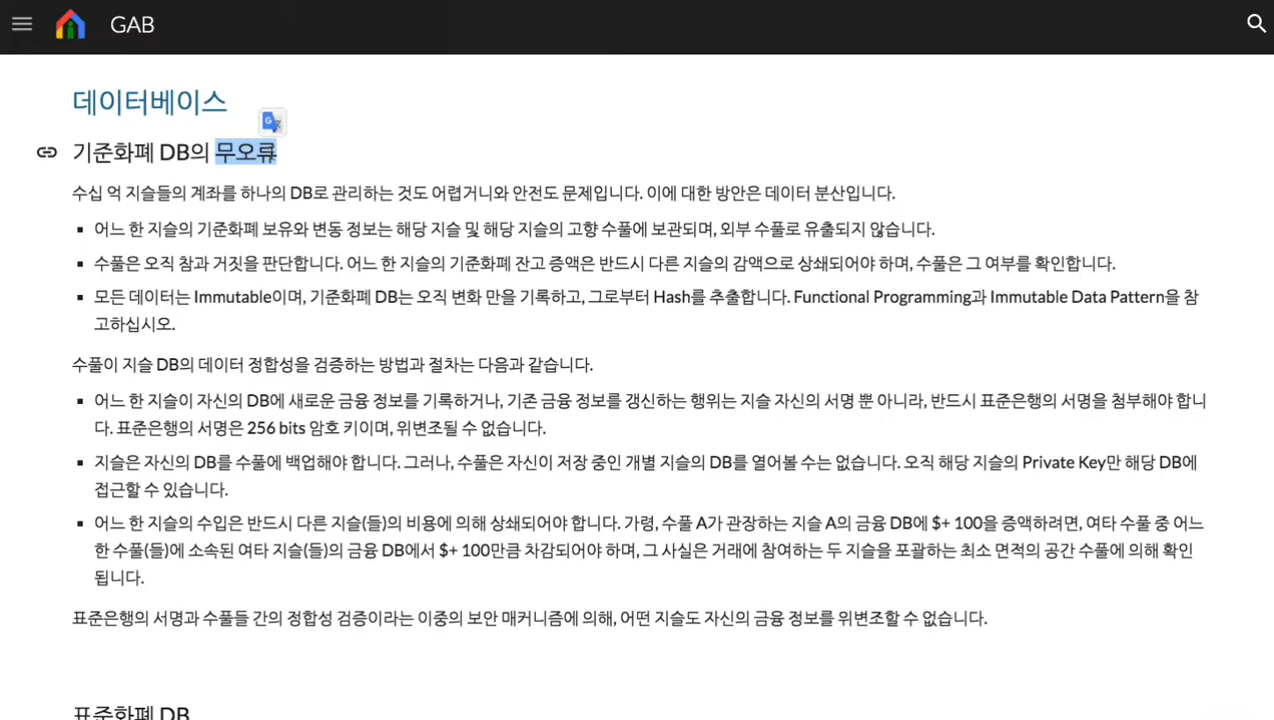 GAB
데이터베이스
기준화폐 DB의 무오류
수십 억 지슬들의 계좌를 하나의 DB로 관리하는 것도 어렵거니와 안전도 문제입니다. 이에 대한 방안은 데이터 분산입니다.
▪ 어느 한 지슬의 기준화폐 보유와 변동 정보는 해당 지슬 및 해당 지슬의 고향 수풀에 보관되며, 외부 수풀로 유출되지 않습니다.
▪ 수풀은 오직 참과 거짓을 판단합니다. 어느 한 지슬의 기준화폐 잔고 증액은 반드시 다른 지슬의 감액으로 상쇄되어야 하며, 수풀은 그 여부를 확인합니다.
▪ 모든 데이터는 Immutable이며, 기준화폐 DB는 오직 변화 만을 기록하고, 그로부터 Hash를 추출합니다. Functional Programming과 Immutable Data Pattern을 참
고하십시오.
수풀이 지슬 DB의 데이터 정합성을 검증하는 방법과 절차는 다음과 같습니다.
▪ 어느 한 지슬이 자신의 DB에 새로운 금융 정보를 기록하거나, 기존 금융 정보를 갱신하는 행위는 지슬 자신의 서명 뿐 아니라, 반드시 표준은행의 서명을 첨부해야 합니
다. 표준은행의 서명은 256 bits 암호 키이며, 위변조될 수 없습니다.
▪ 지슬은 자신의 DB를 수풀에 백업해야 합니다. 그러나, 수풀은 자신이 저장 중인 개별 지슬의 DB를 열어볼 수는 없습니다. 오직 해당 지슬의 Private Key만 해당 DB에
접근할 수 있습니다.
▪ 어느 한 지슬의 수입은 반드시 다른 지슬(들)의 비용에 의해 상쇄되어야 합니다. 가령, 수풀 A가 관장하는 지슬 A의 금융 DB에 $+ 100을 증액하려면, 여타 수풀 중 어느
한 수풀(들)에 소속된 여타 지슬(들)의 금융 DB에서 $+ 100만큼 차감되어야 하며, 그 사실은 거래에 참여하는 두 지슬을 포괄하는 최소 면적의 공간 수풀에 의해 확인
됩니다.
표준은행의 서명과 수풀들 간의 정합성 검증이라는 이중의 보안 매커니즘에 의해, 어떤 지슬도 자신의 금융 정보를 위변조할 수 없습니다.
표준화폐 DB